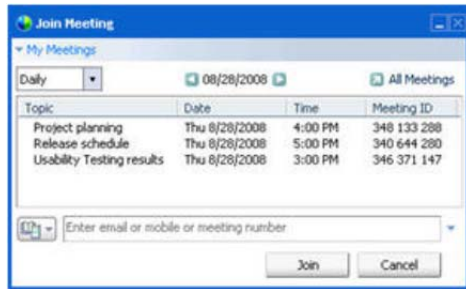 Join Meeting
My Meetings
Daily 08/28/2008 All Meetings
Topic Date Time Meeting ID
Project planning Thu 8/28/2008 4:00 PM 348 133 288
Release schedule Thu 8/28/2008 5:00 PM 340 644 280
Usability Testing results Thu 8/28/2008 3:00 PM 346 371 147
Enter email or mobile or meeting number
Join Cancel